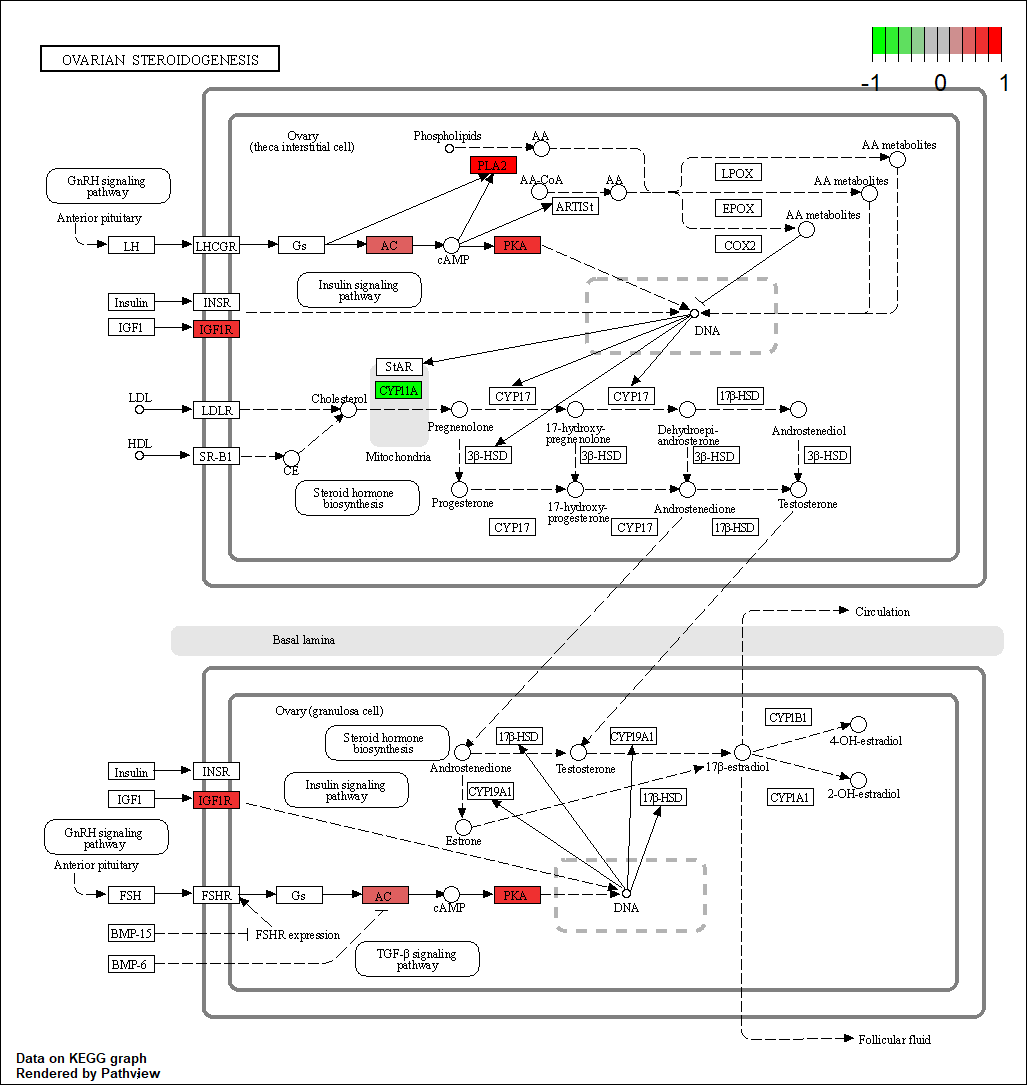 OVARIAN STEROIDOGENESIS
-1 0 1
Ovary
(theca interstitial cell)
Phospholipids
AA
AA metabolites
PLA2
LPOX
GnRH signaling
pathway
AA-CoA
AA
AA metabolites
ARTISt
EPOX
Anterior pituitary
AA metabolites
LH
LHCGR
Gs
AC
cAMP
PKA
COX2
Insulin signaling
pathway
Insulin
INSR
IGF1
IGF1R
DNA
StAR
CYP11A
LDL
LDLR
Cholesterol
CYP17
CYP17
17β-HSD
Pregnenolone
17-hydroxy-
pregnenolone
Dehydroepi-
androsterone
Androstenediol
HDL
SR-B1
CE
Mitochondria
3β-HSD
3β-HSD
3β-HSD
3β-HSD
Steroid hormone
biosynthesis
Progesterone
17-hydroxy-
progesterone
Androstenedione
Testosterone
CYP17
CYP17
17β-HSD
Circulation
Basal lamina
Ovary (granulosa cell)
Steroid hormone
biosynthesis
17β-HSD
CYP19A1
CYP1B1
4-OH-estradiol
Androstenedione
Testosterone
17β-estradiol
Insulin
INSR
Insulin signaling
pathway
CYP19A1
17β-HSD
CYP1A1
2-OH-estradiol
IGF1
IGF1R
GnRH signaling
pathway
Estrone
Anterior pituitary
FSH
FSHR
Gs
AC
cAMP
PKA
DNA
BMP-15
FSHR expression
BMP-6
TGF-β signaling
pathway
Follicular fluid
Data on KEGG graph
Rendered by Pathview